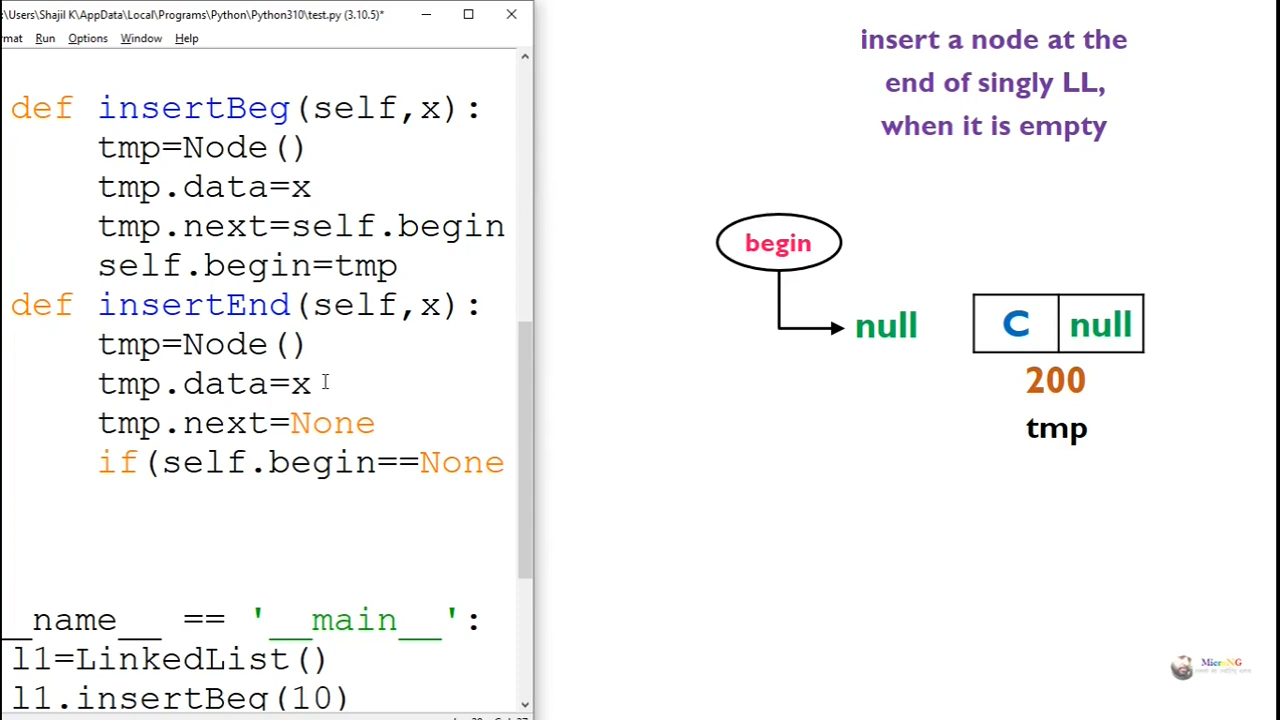 :\Users\Shajil K\AppData\Local\Programs\Python\Python310\test.py (3.10.5)*
rmat Run Options Window Help
def insertBeg(self,x):
tmp=Node()
tmp.data=x
tmp.next=self.begin
self.begin=tmp
def insertEnd(self,x):
tmp=Node()
tmp.data=x
tmp.next=None
if(self.begin==None
__name__ == '__main__':
l1=LinkedList()
l1.insertBeg(10)
insert a node at the
end of singly LL,
when it is empty
begin
null
C null
200
tmp
MicroNG